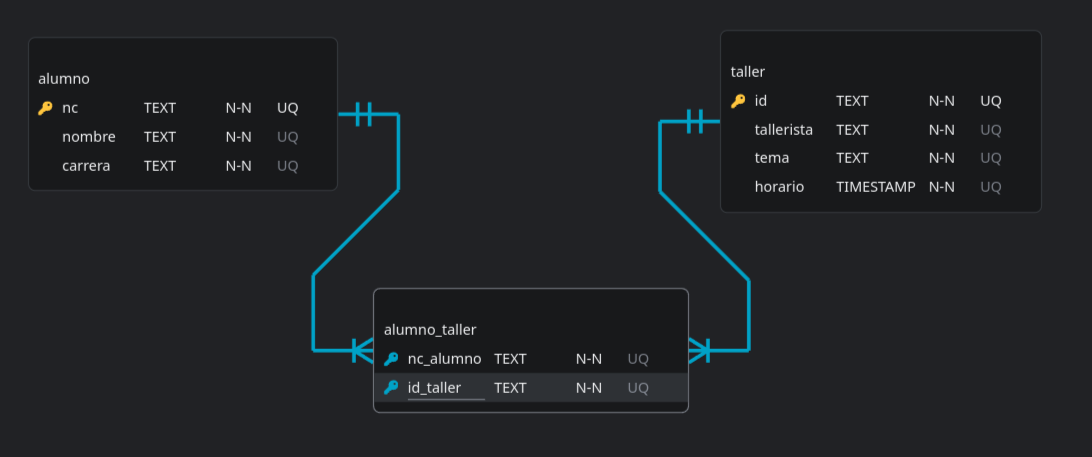 alumno
nc TEXT N-N UQ
nombre TEXT N-N UQ
carrera TEXT N-N UQ
taller
id TEXT N-N UQ
tallerista TEXT N-N UQ
tema TEXT N-N UQ
horario TIMESTAMP N-N UQ
alumno_taller
nc_alumno TEXT N-N UQ
id_taller TEXT N-N UQ